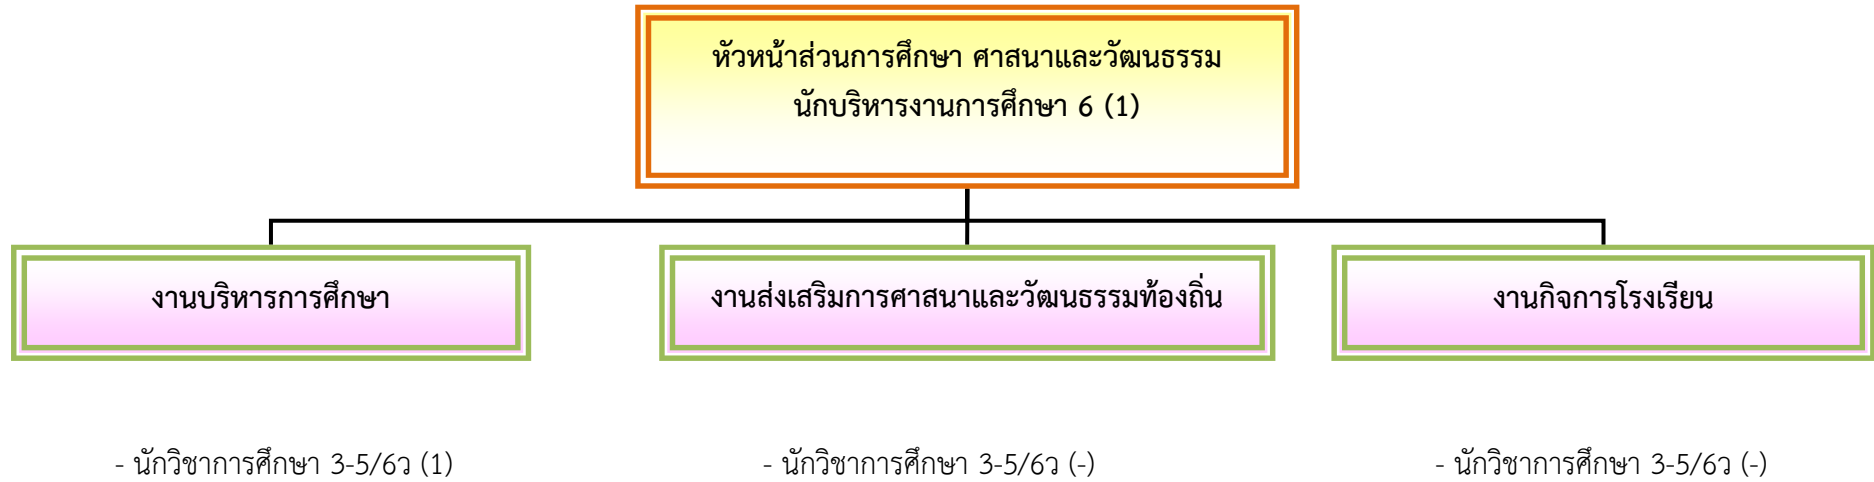 หัวหน้าส่วนการศึกษา ศาสนาและวัฒนธรรม
นักบริหารงานการศึกษา 6 (1)
งานบริหารการศึกษา
งานส่งเสริมการศาสนาและวัฒนธรรมท้องถิ่น
งานกิจการโรงเรียน
- นักวิชาการศึกษา 3-5/6ว (1)
- นักวิชาการศึกษา 3-5/6ว (-)
- นักวิชาการศึกษา 3-5/6ว (-)